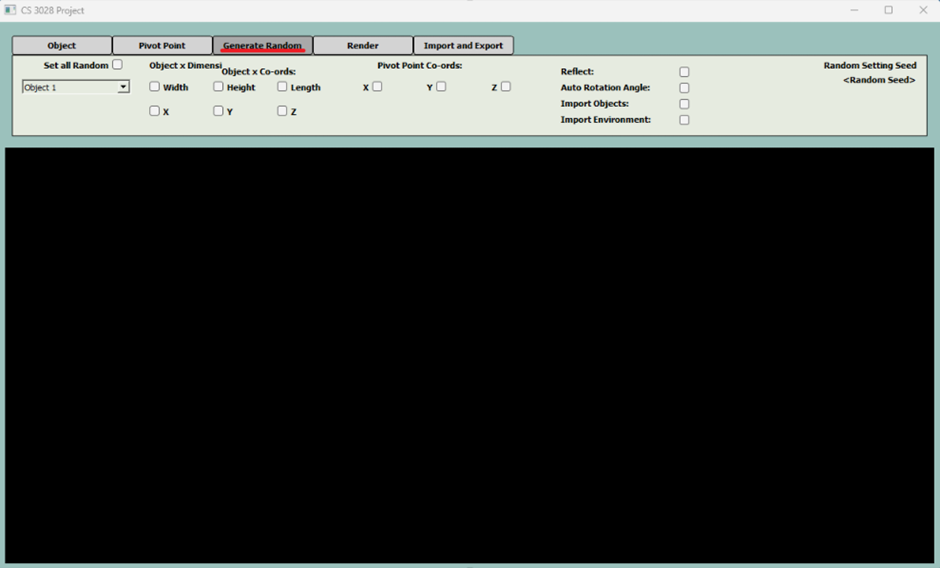 CS 3028 Project
Object Pivot Point Generate Random Render Import and Export
Set all Random Object x Dimensi Pivot Point Co-ords: Random Setting Seed
Object x Co-ords: Reflect:
<Random Seed>
Object 1 Width Height Length X Y Z Auto Rotation Angle:
Import Objects:
X Y Z
Import Environment: